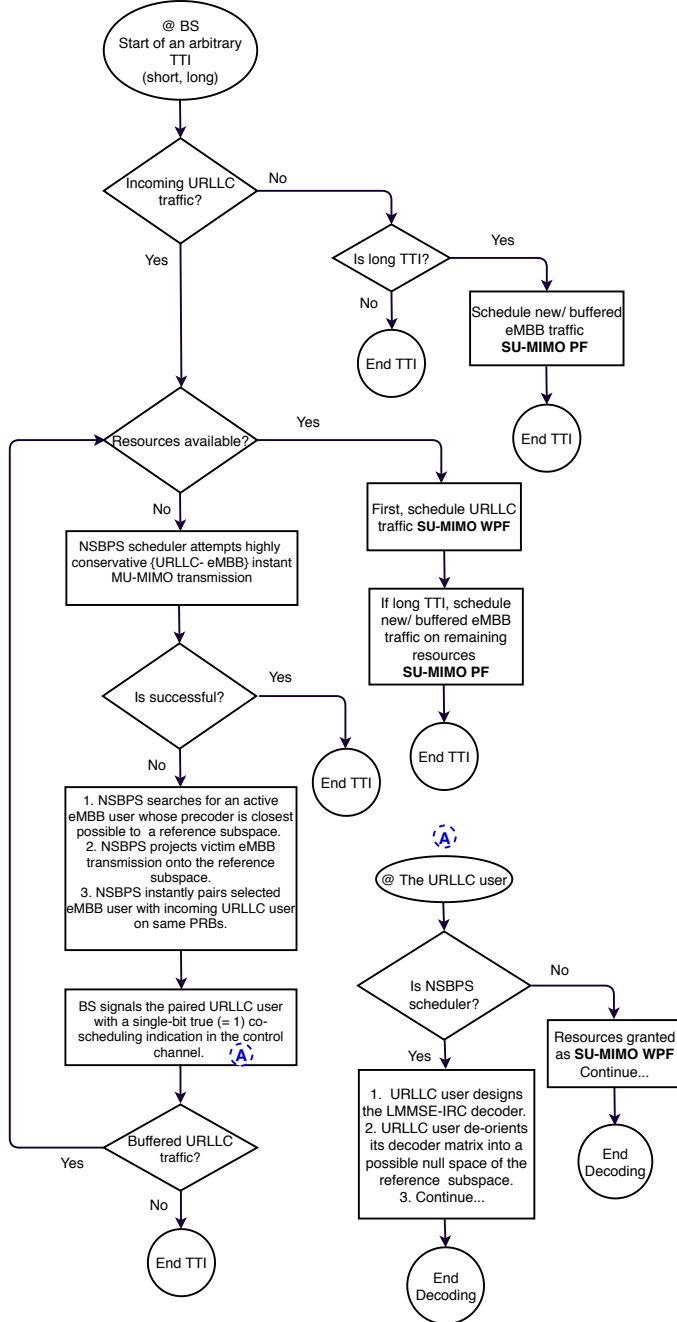 @ BS
Start of an arbitrary
TTI
(short, long)
Incoming URLLC
traffic?
No
Yes
Is long TTI?
Yes
No
Schedule new/ buffered
eMBB traffic
SU-MIMO PF
End TTI
End TTI
Resources available?
Yes
No
First, schedule URLLC
traffic SU-MIMO WPF
NSBPS scheduler attempts highly
conservative {URLLC- eMBB} instant
MU-MIMO transmission
If long TTI, schedule
new/ buffered eMBB
traffic on remaining
resources
SU-MIMO PF
Is successful?
Yes
No
End TTI
End TTI
1. NSBPS searches for an active
eMBB user whose precoder is closest
possible to a reference subspace.
2. NSBPS projects victim eMBB
transmission onto the reference
subspace.
3. NSBPS instantly pairs selected
eMBB user with incoming URLLC user
on same PRBs.
BS signals the paired URLLC user
with a single-bit true (= 1) co-
scheduling indication in the control
channel.
A
Buffered URLLC
traffic?
Yes
No
End TTI
A
@ The URLLC user
Is NSBPS
scheduler?
No
Yes
Resources granted
as SU-MIMO WPF
Continue...
1. URLLC user designs
the LMMSE-IRC decoder.
2. URLLC user de-orients
its decoder matrix into a
possible null space of the
reference subspace.
3. Continue...
End
Decoding
End
Decoding